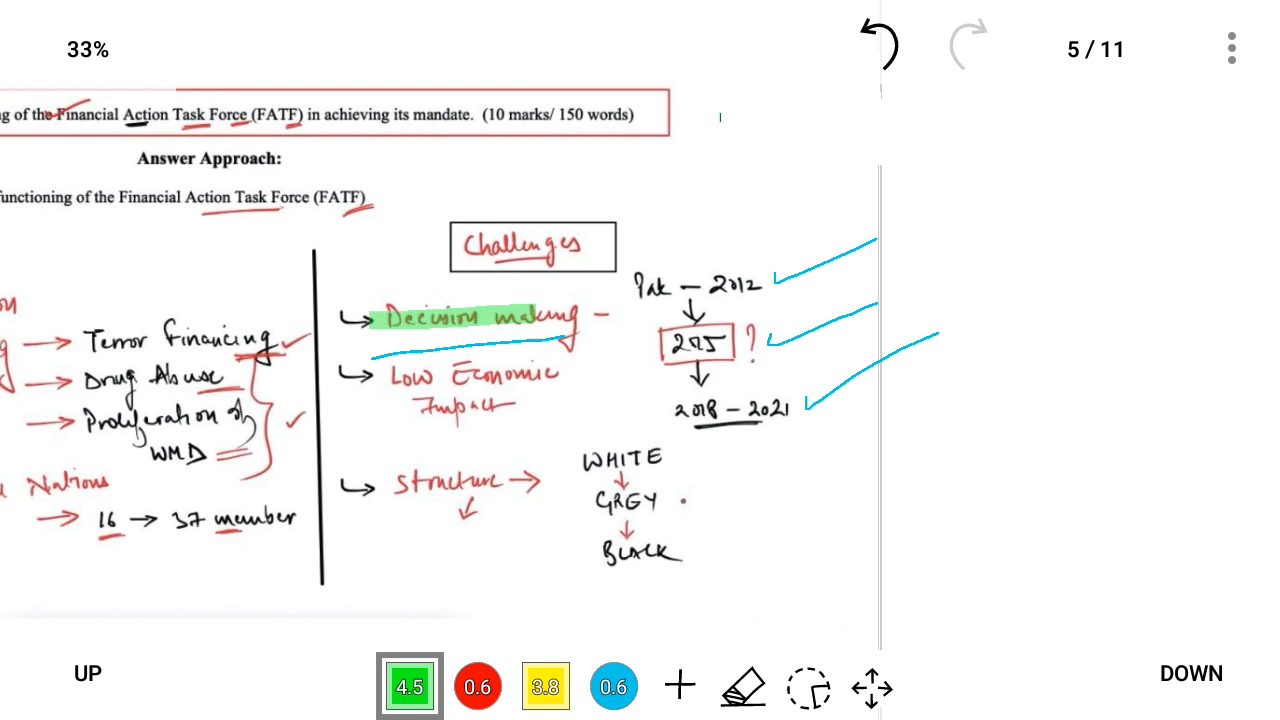 33%
5 / 11
g of the Financial Action Task Force (FATF) in achieving its mandate. (10 marks/ 150 words)
Answer Approach:
functioning of the Financial Action Task Force (FATF)
Challenges
Pak – 2012
2015 ?
2018 – 2021
on
g → Terror Financing
→ Drug Abuse
→ Proliferation of
WMD
Nations
→ 16 → 37 member
↳ Decision making –
↳ Low Economic
Impact
↳ Structure →
WHITE
GREY
BLACK
UP
4.5
0.6
3.8
0.6
DOWN